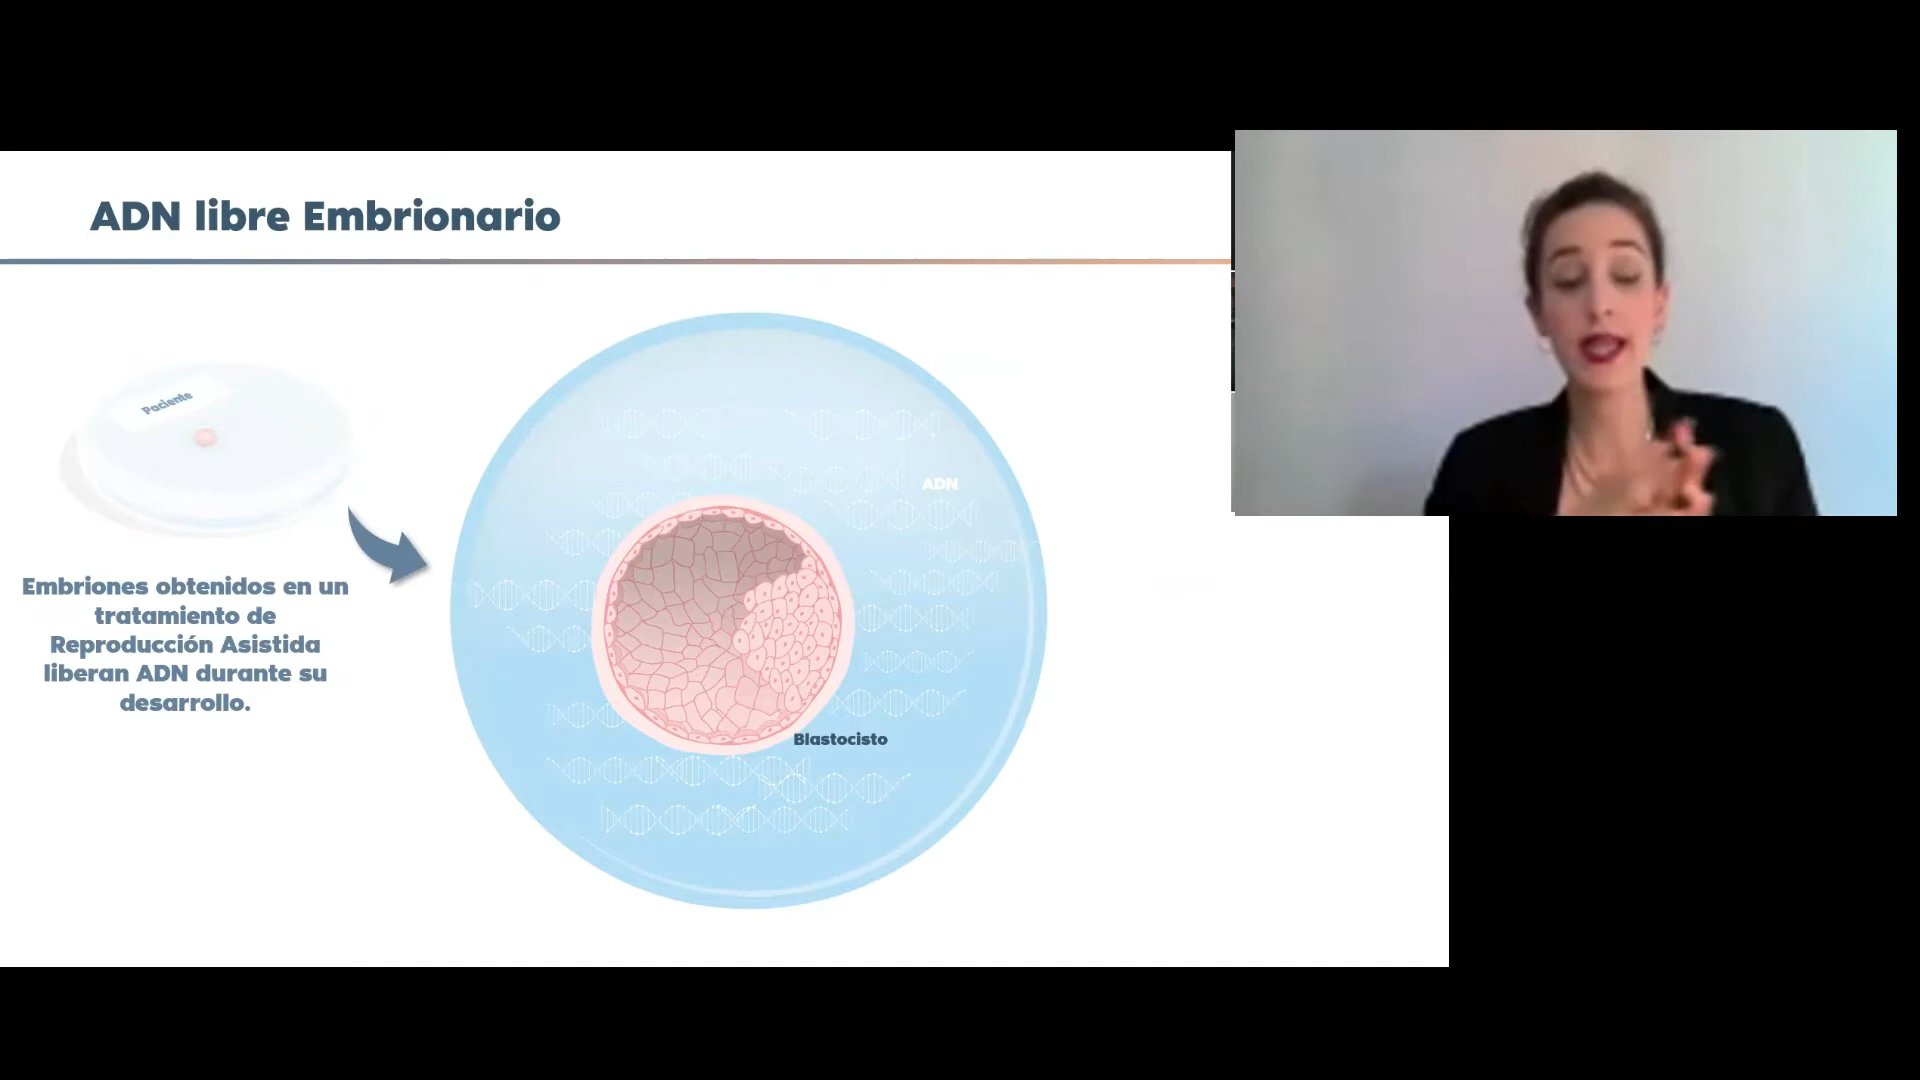 ADN libre Embrionario
Paciente
ADN
Embriones obtenidos en un
tratamiento de
Reproducción Asistida
liberan ADN durante su
desarrollo.
Blastocisto